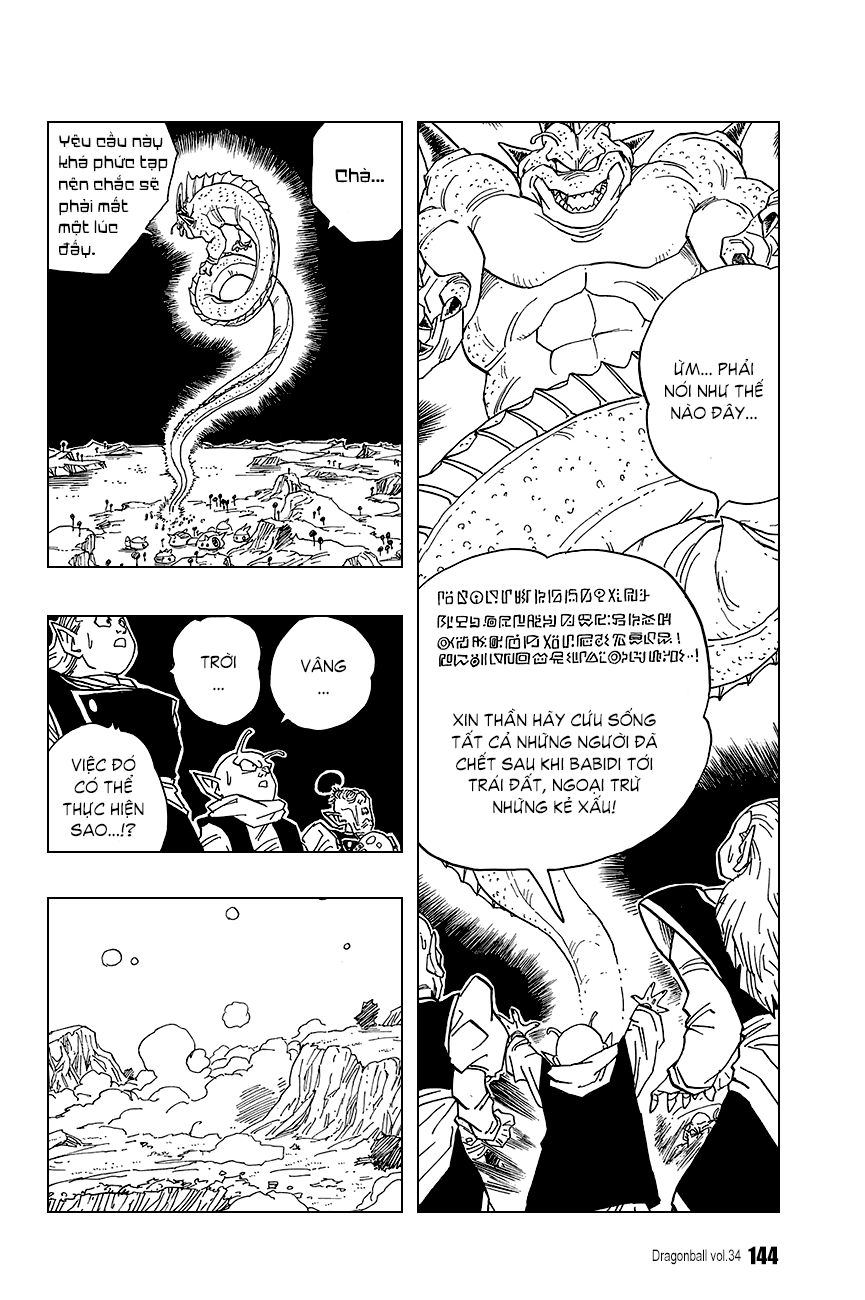 ỪM... PHẢI
NÓI NHƯ THẾ
NÀO ĐÂY...
XIN THẦN HÃY CỨU SỐNG
TẤT CẢ NHỮNG NGƯỜI ĐÃ
CHẾT SAU KHI BABIDI TỚI
TRÁI ĐẤT, NGOẠI TRỪ
NHỮNG KẺ XẤU!
Chà...
Yêu cầu này
khá phức tạp
nên chắc sẽ
phải mất
một lúc
đấy.
VÂNG
...
TRỜI
...
VIỆC ĐÓ
CÓ THỂ
THỰC HIỆN
SAO...!?
Dragonball vol.34 144